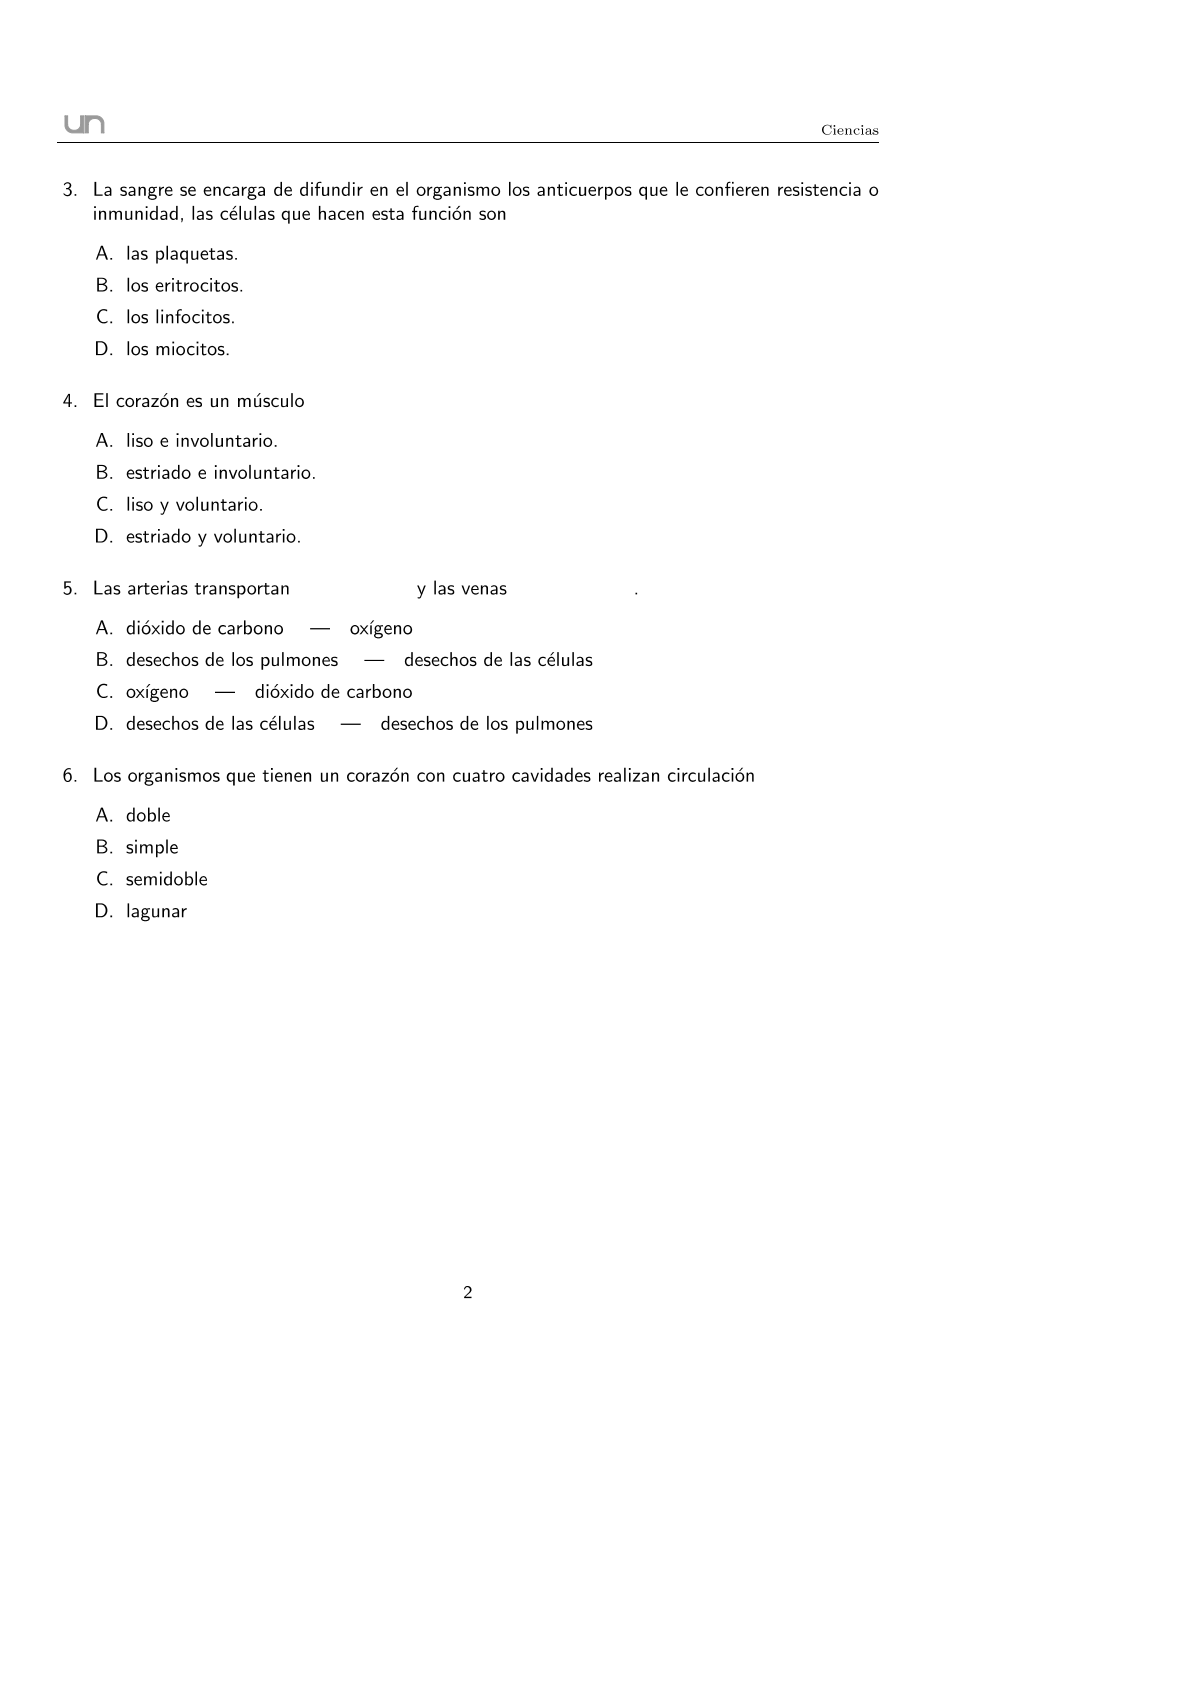 un
Ciencias
3. La sangre se encarga de difundir en el organismo los anticuerpos que le confieren resistencia o
inmunidad, las células que hacen esta función son
A. las plaquetas.
B. los eritrocitos.
C. los linfocitos.
D. los miocitos.
4. El corazón es un músculo
A. liso e involuntario.
B. estriado e involuntario.
C. liso y voluntario.
D. estriado y voluntario.
5. Las arterias transportan y las venas .
A. dióxido de carbono — oxígeno
B. desechos de los pulmones — desechos de las células
C. oxígeno — dióxido de carbono
D. desechos de las células — desechos de los pulmones
6. Los organismos que tienen un corazón con cuatro cavidades realizan circulación
A. doble
B. simple
C. semidoble
D. lagunar
2